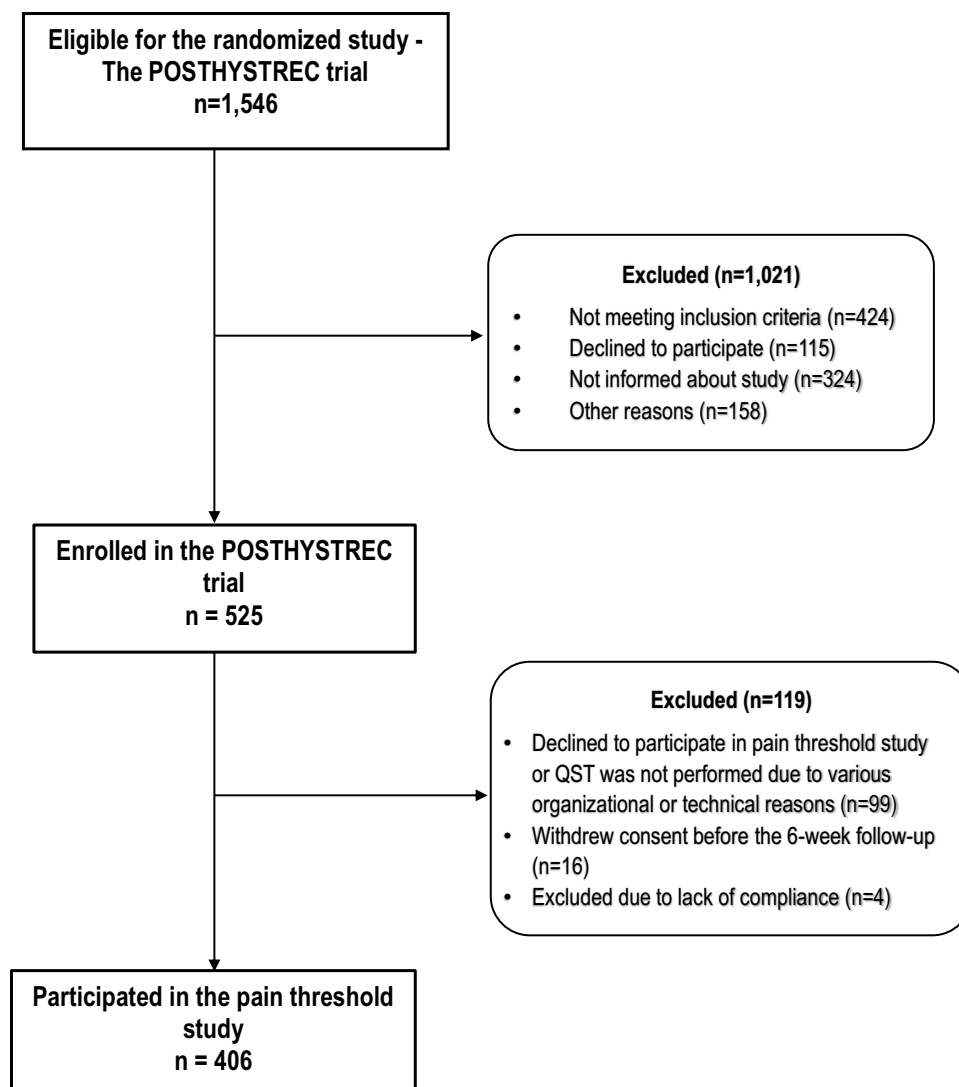 Eligible for the randomized study -
The POSTHYSTREC trial
n=1,546
Excluded (n=1,021)
• Not meeting inclusion criteria (n=424)
• Declined to participate (n=115)
• Not informed about study (n=324)
• Other reasons (n=158)
Enrolled in the POSTHYSTREC
trial
n = 525
Excluded (n=119)
• Declined to participate in pain threshold study
or QST was not performed due to various
organizational or technical reasons (n=99)
• Withdrew consent before the 6-week follow-up
(n=16)
• Excluded due to lack of compliance (n=4)
Participated in the pain threshold
study
n = 406